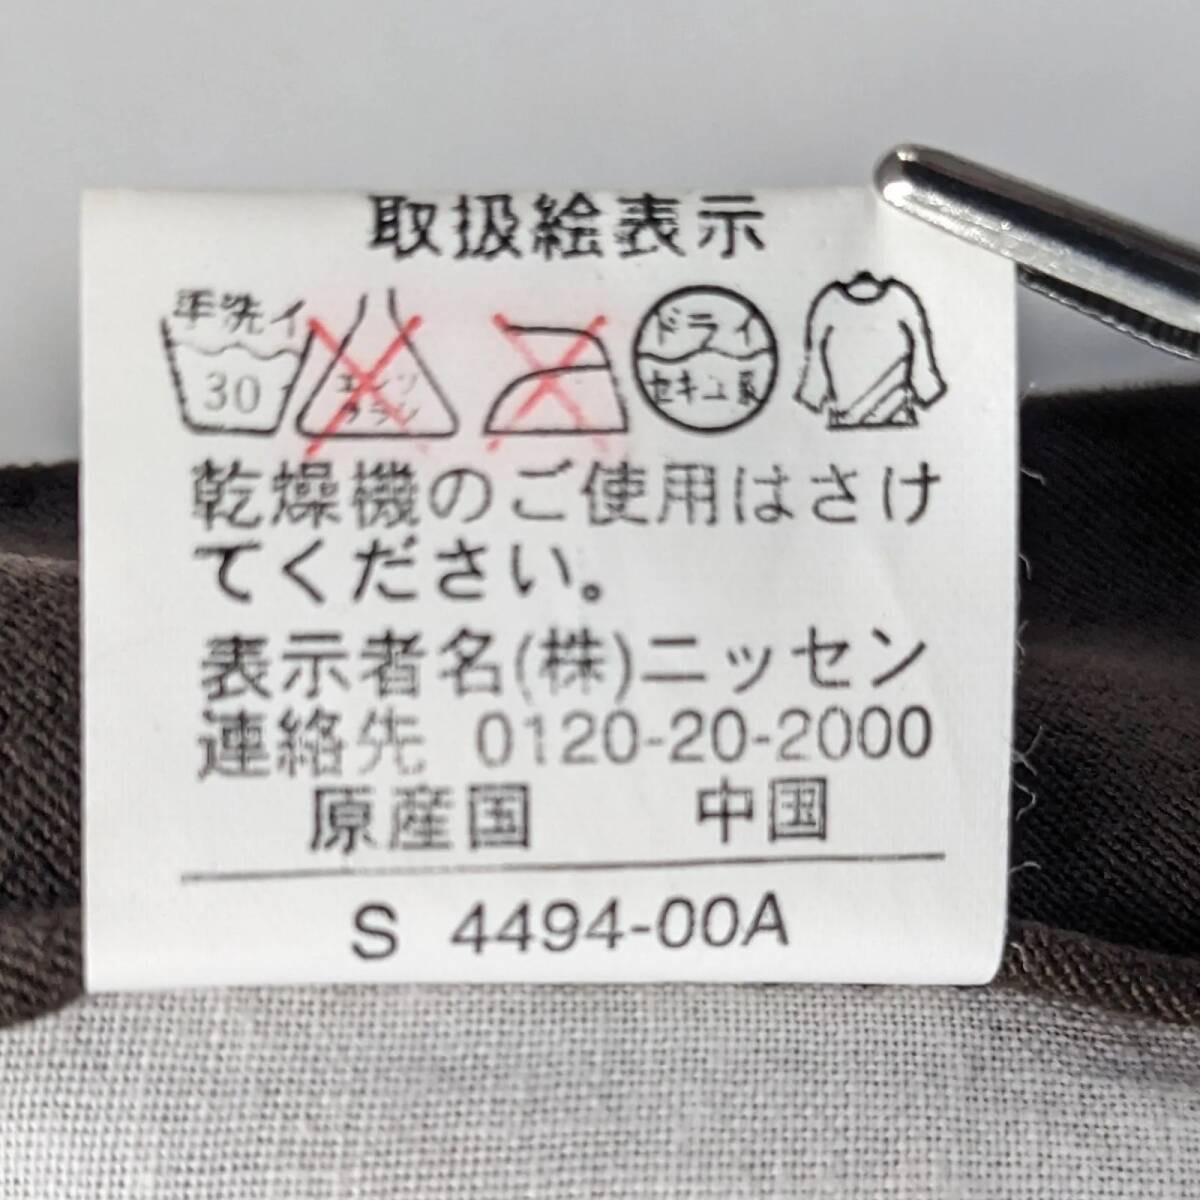 取扱絵表示
手洗イ 30 エンソ サラシ ドライ セキユ系
乾燥機のご使用はさけ
てください。
表示者名(株)ニッセン
連絡先 0120-20-2000
原産国 中国
S 4494-00A